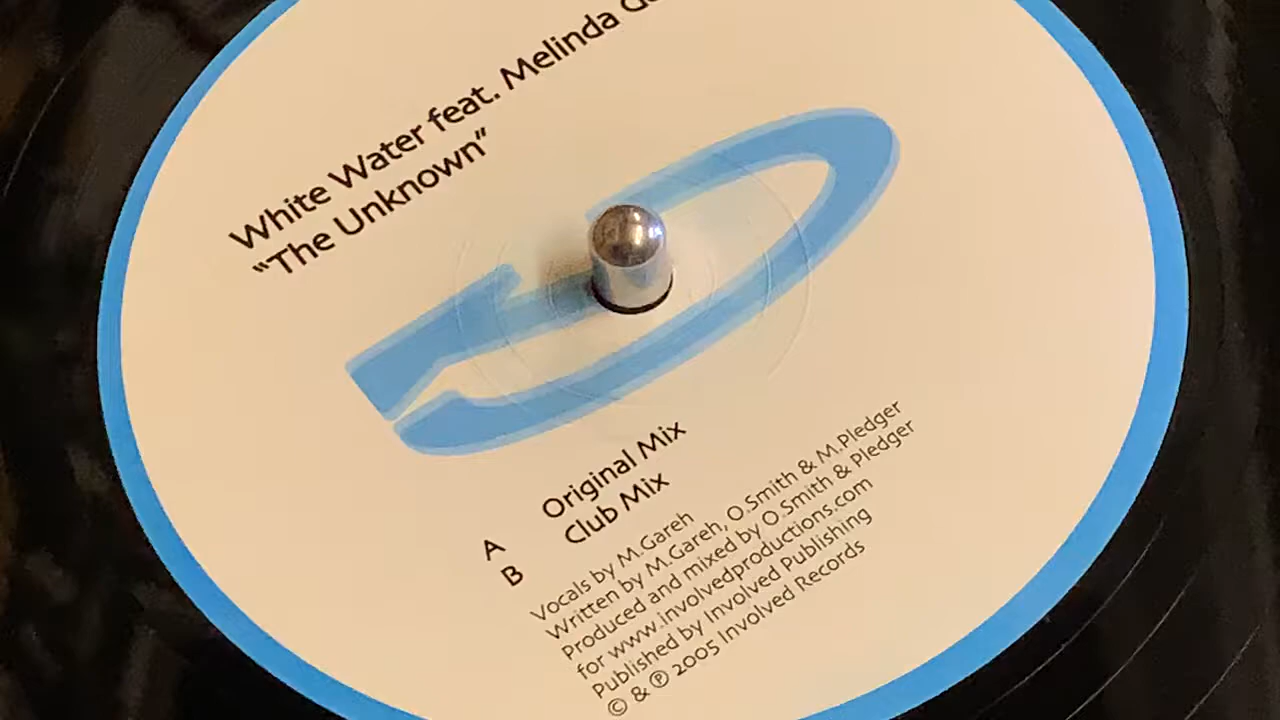 White Water feat. Melinda
“The Unknown”
A Original Mix
B Club Mix
Vocals by M.Gareh
Written by M.Gareh, O.Smith & M.Pledger
Produced and mixed by O.Smith & Pledger
for www.involvedproductions.com
Published by Involved Publishing
© & ℗ 2005 Involved Records